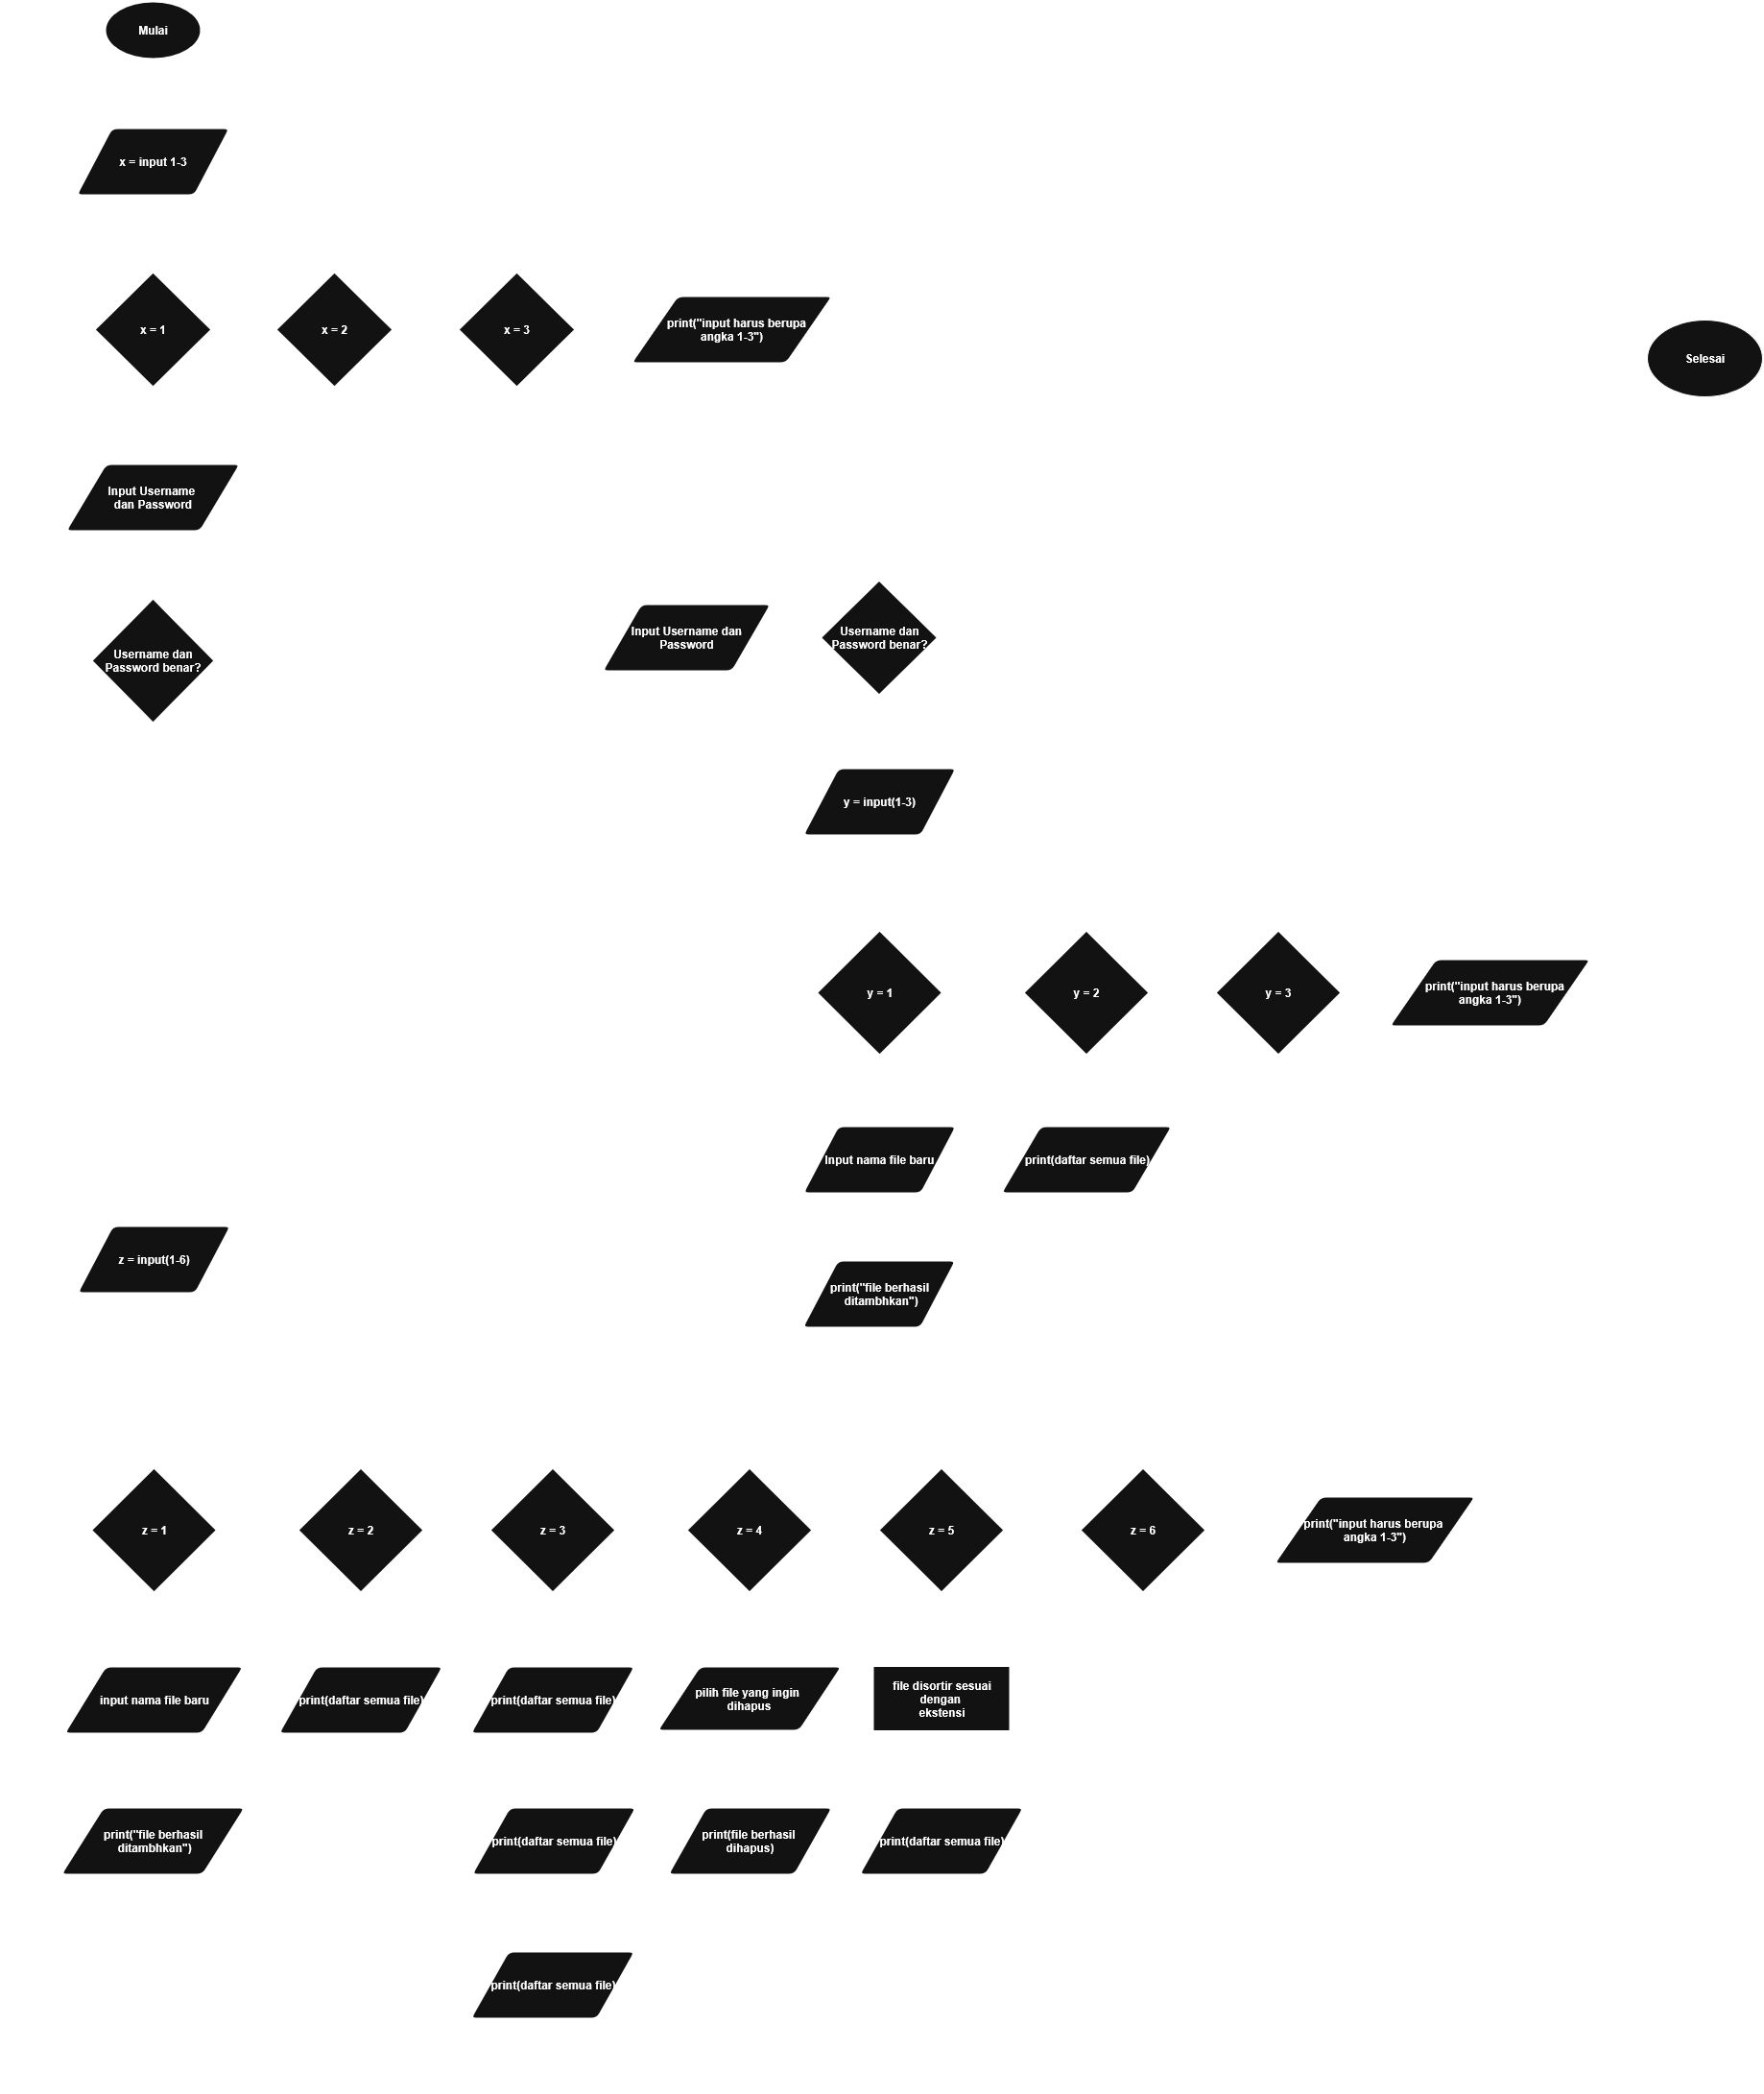 Mulai
x = input 1-3
x = 1
x = 2
x = 3
print("input harus berupa
angka 1-3")
Selesai
Input Username
dan Password
Username dan
Password benar?
Input Username dan
Password
Username dan
Password benar?
y = input(1-3)
y = 1
y = 2
y = 3
print("input harus berupa
angka 1-3")
Input nama file baru
print(daftar semua file)
z = input(1-6)
print("file berhasil
ditambhkan")
z = 1
z = 2
z = 3
z = 4
z = 5
z = 6
print("input harus berupa
angka 1-3")
input nama file baru
print(daftar semua file)
print(daftar semua file)
pilih file yang ingin
dihapus
file disortir sesuai
dengan
ekstensi
print("file berhasil
ditambhkan")
print(daftar semua file)
print(file berhasil
dihapus)
print(daftar semua file)
print(daftar semua file)